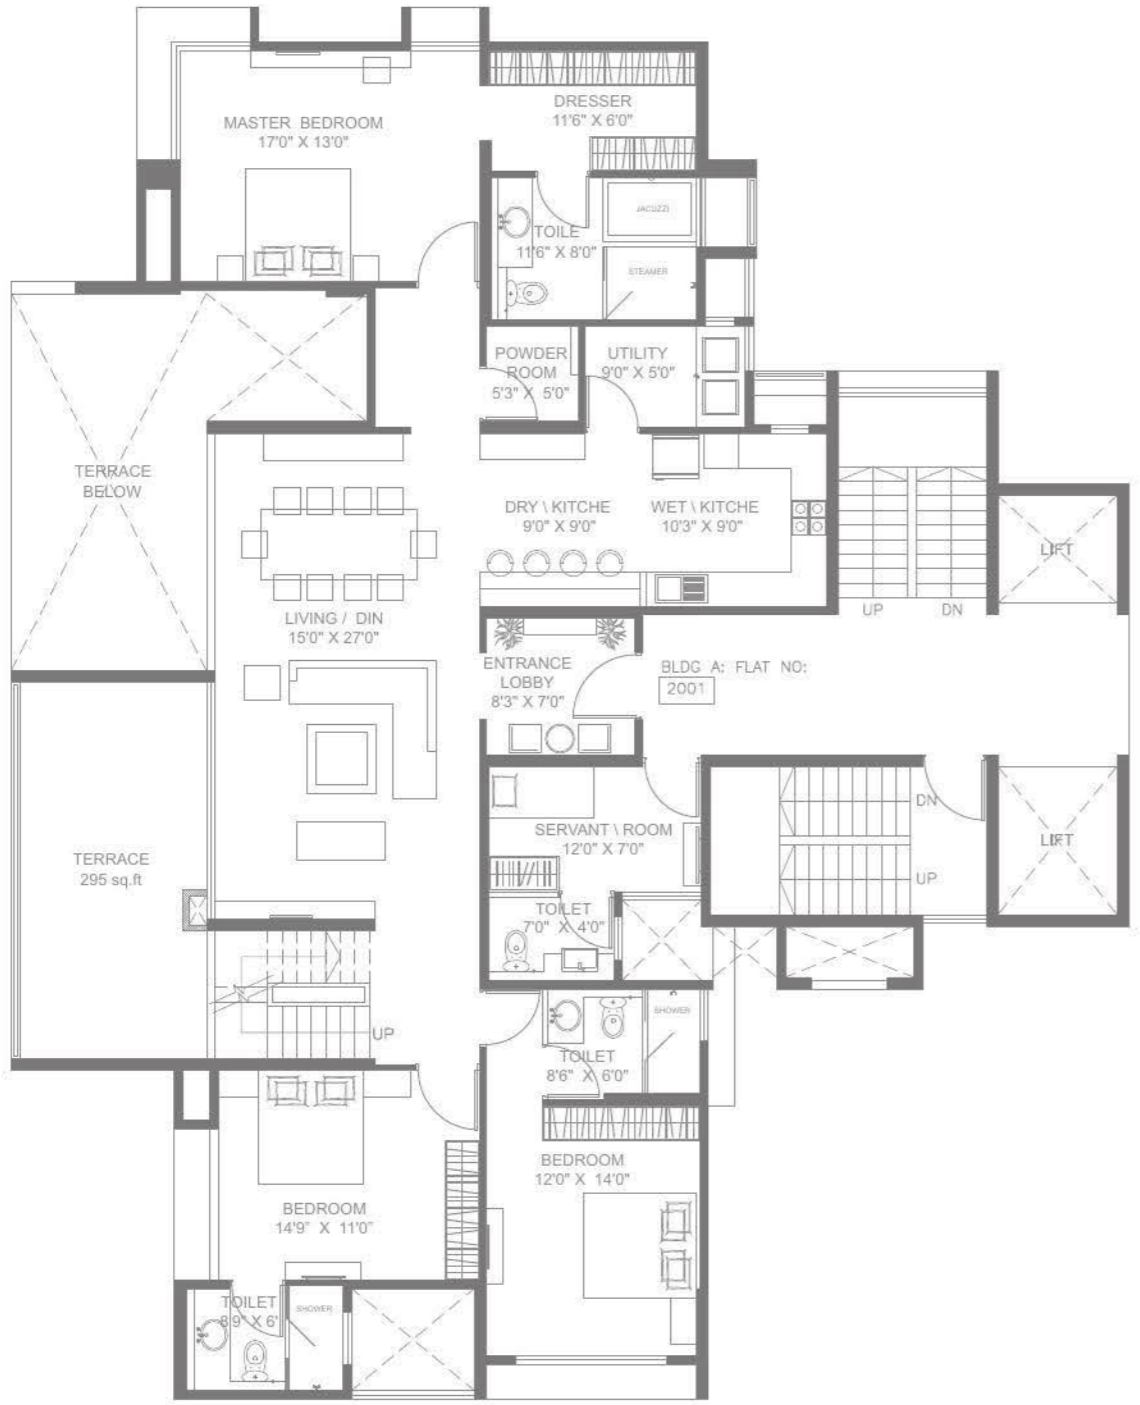 DRESSER
11'6" X 6'0"
MASTER BEDROOM
17'0" X 13'0"
JACUZZI
TOILE
11'6" X 8'0"
STEAMER
POWDER
ROOM
5'3" X 5'0"
UTILITY
9'0" X 5'0"
TERRACE
BELOW
DRY \ KITCHE
9'0" X 9'0"
WET \ KITCHE
10'3" X 9'0"
LIFT
UP
DN
LIVING / DIN
15'0" X 27'0"
ENTRANCE
LOBBY
8'3" X 7'0"
BLDG A: FLAT NO:
2001
DN
UP
LIFT
SERVANT \ ROOM
12'0" X 7'0"
TERRACE
295 sq.ft
TOILET
7'0" X 4'0"
UP
SHOWER
TOILET
8'6" X 6'0"
BEDROOM
12'0" X 14'0"
BEDROOM
14'9" X 11'0"
TOILET
8'9" X 6'
SHOWER